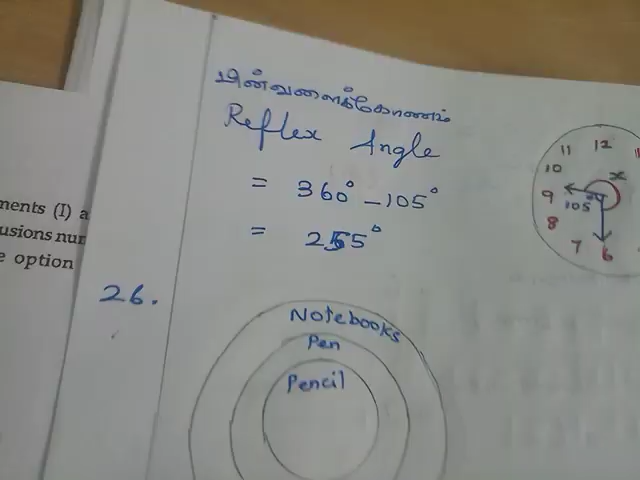 பின்வளைக்கோணம்
Reflex Angle
= 360° - 105°
= 255°
11 12
10
x
9
105°
8
7 6
ments (I) a
usions nur
e option
26.
Notebooks
Pen
Pencil